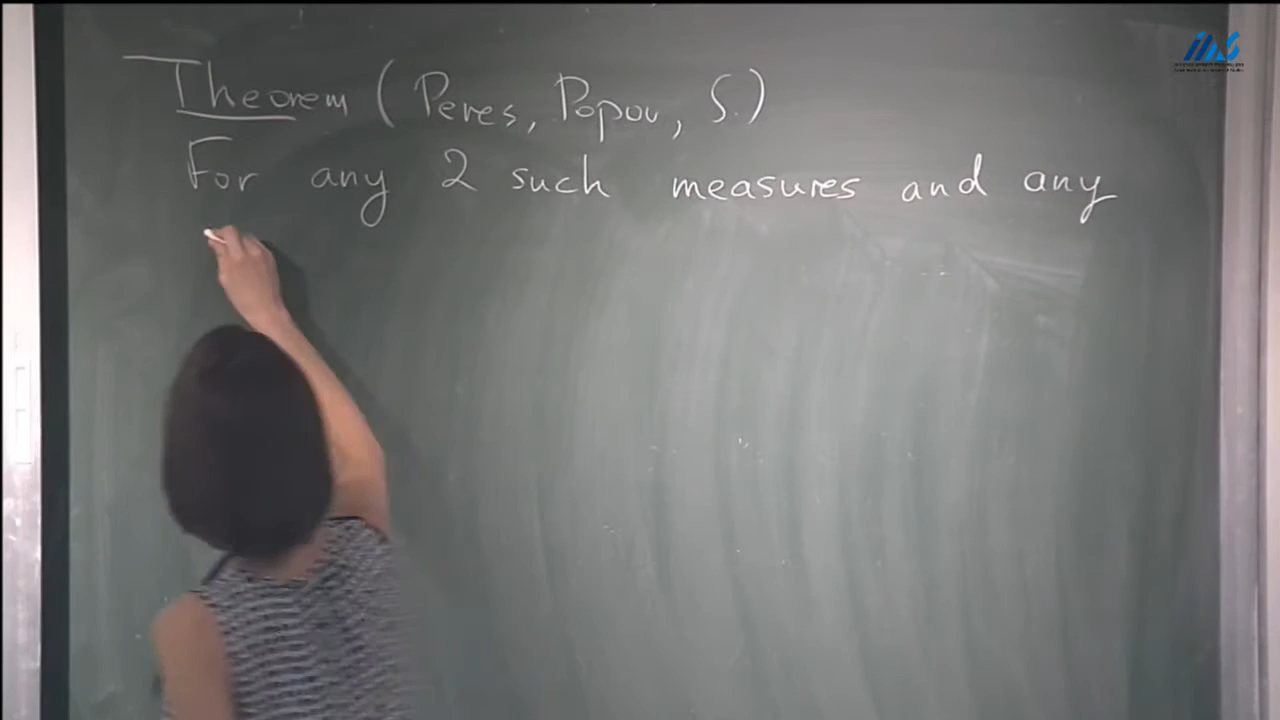 Theorem (Peres, Popov, S.)
For any 2 such measures and any